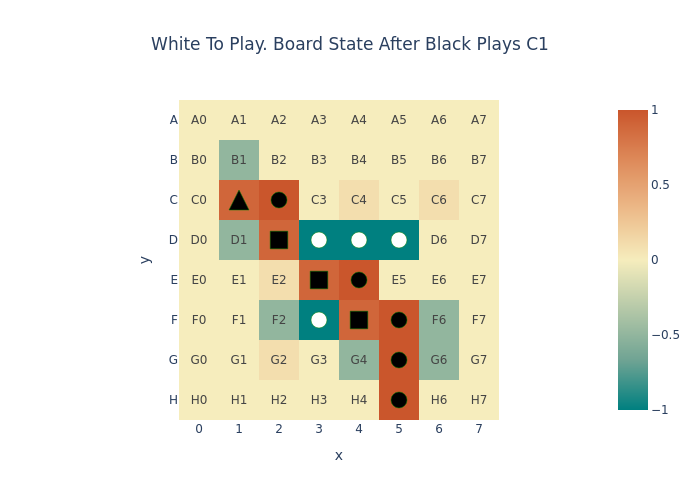 White To Play. Board State After Black Plays C1
A A0 A1 A2 A3 A4 A5 A6 A7
B B0 B1 B2 B3 B4 B5 B6 B7
C C0 C3 C4 C5 C6 C7
D D0 D1 D6 D7
E E0 E1 E2 E5 E6 E7
F F0 F1 F2 F6 F7
G G0 G1 G2 G3 G4 G6 G7
H H0 H1 H2 H3 H4 H6 H7
0 1 2 3 4 5 6 7
x
y
1
0.5
0
−0.5
−1